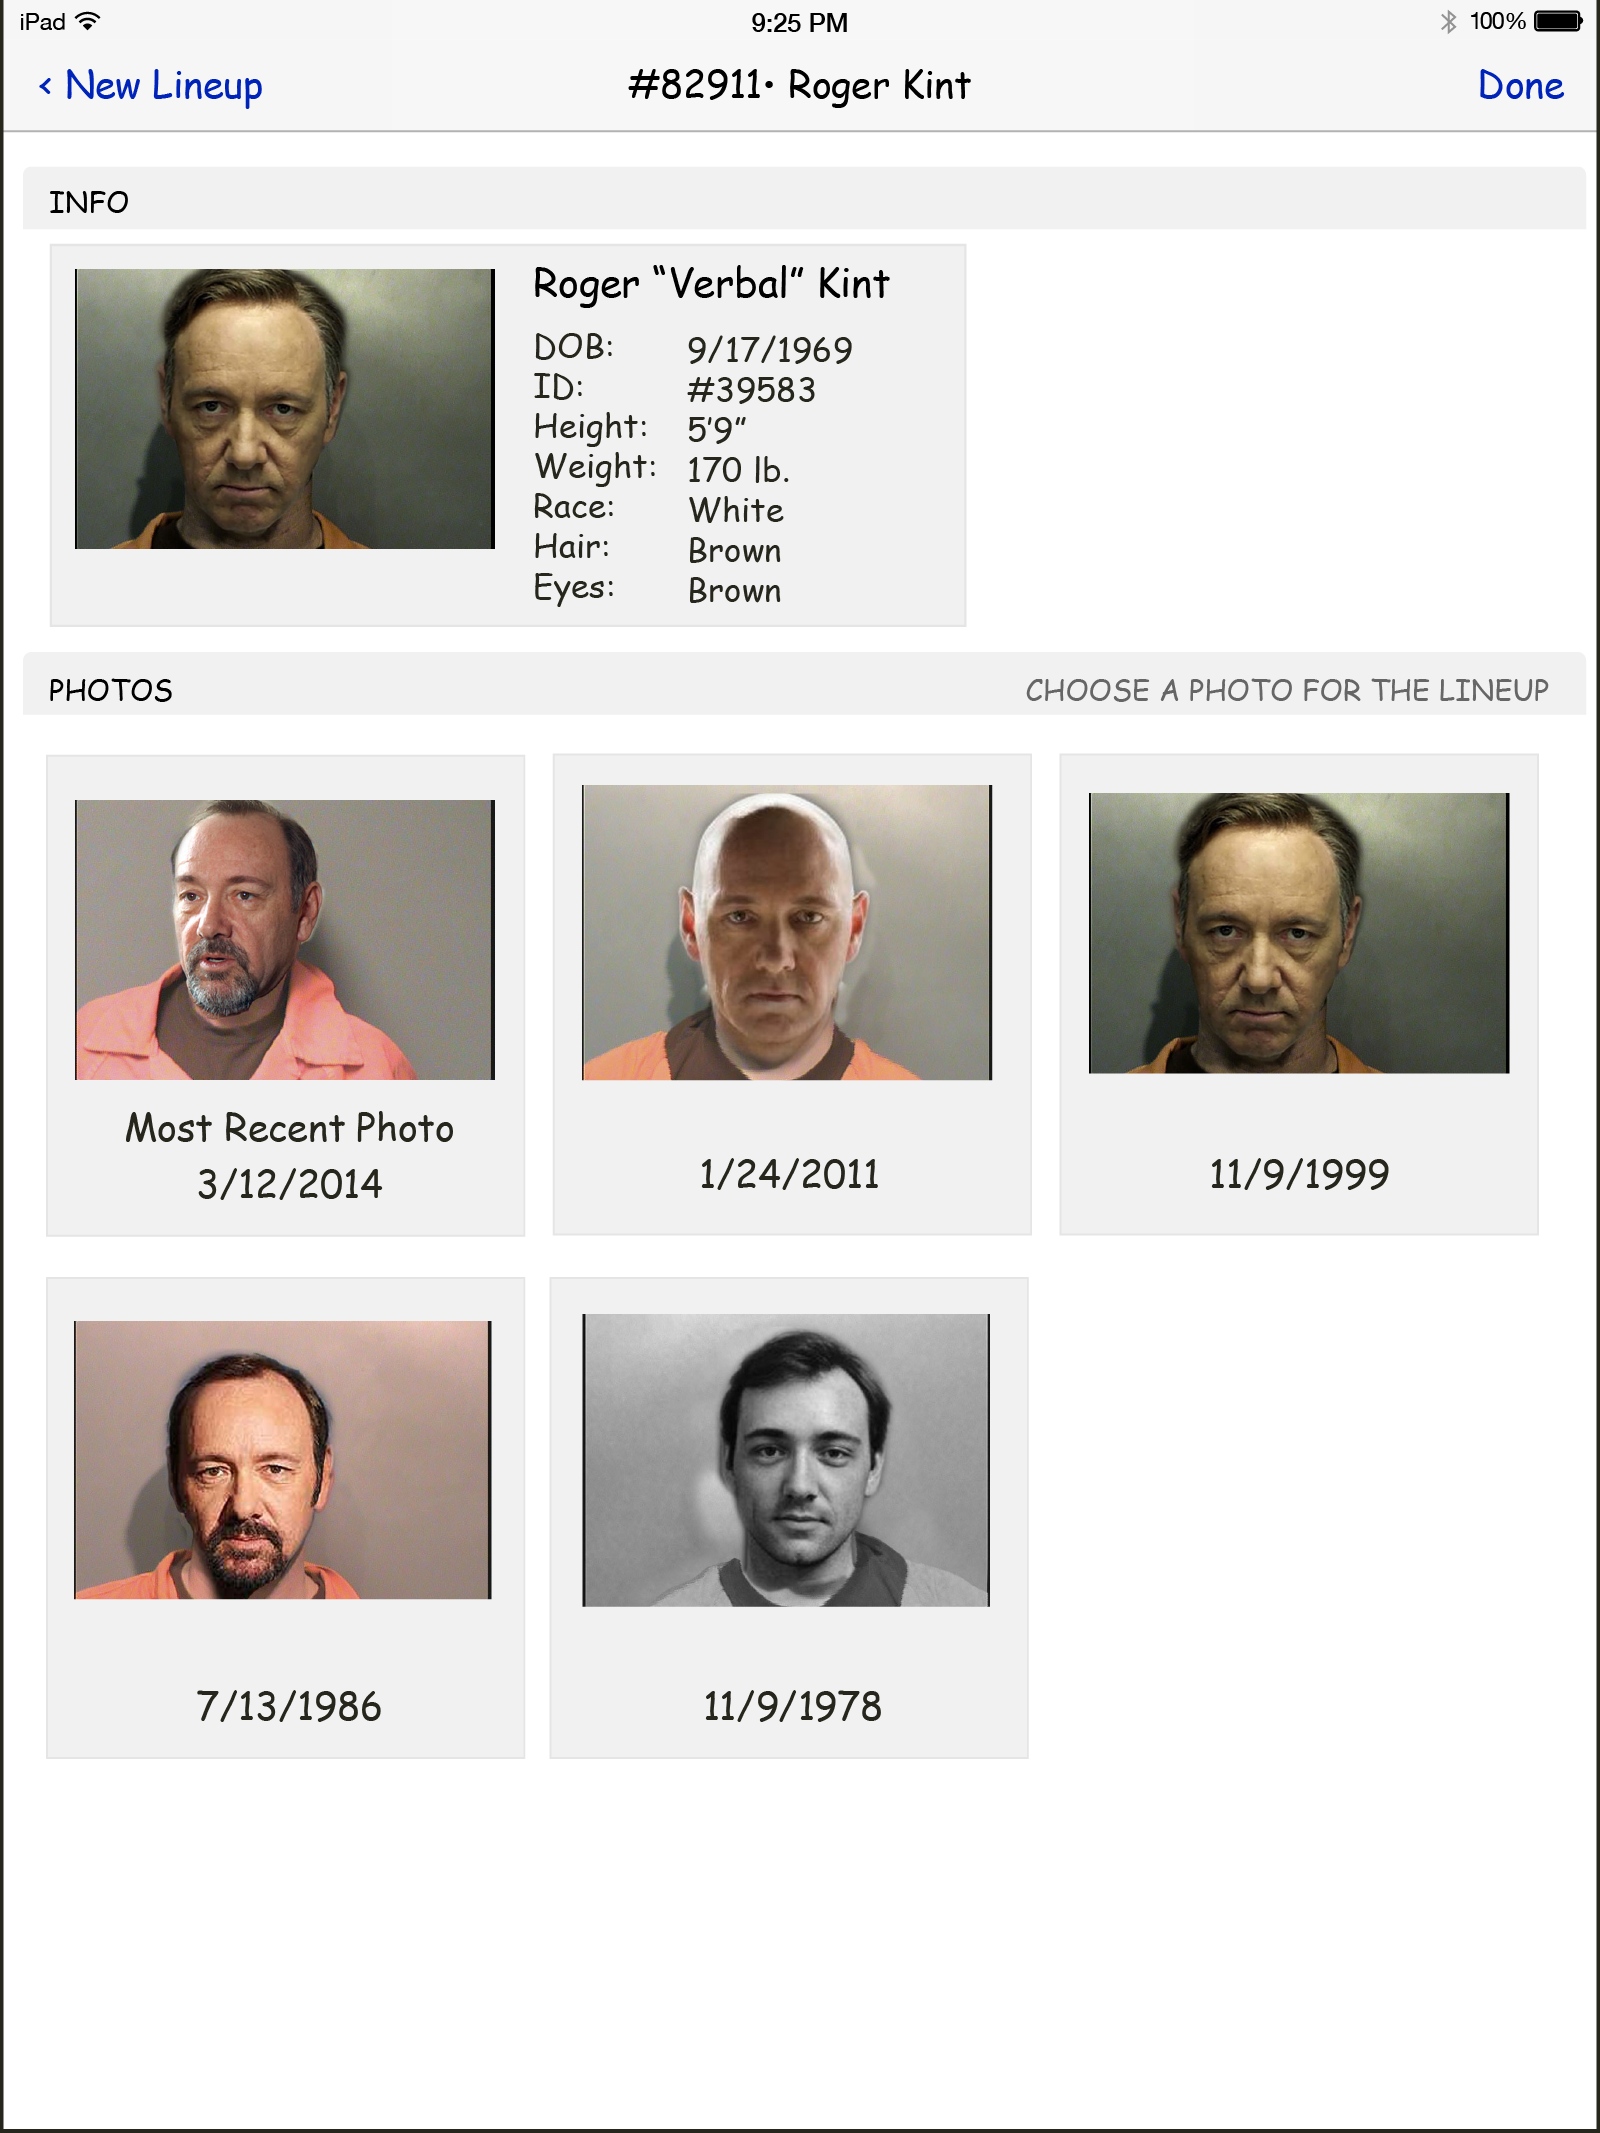 iPad 9:25 PM 100%
‹ New Lineup #82911• Roger Kint Done
INFO
Roger “Verbal” Kint
DOB: 9/17/1969
ID: #39583
Height: 5’9”
Weight: 170 lb.
Race: White
Hair: Brown
Eyes: Brown
PHOTOS CHOOSE A PHOTO FOR THE LINEUP
Most Recent Photo
3/12/2014
1/24/2011
11/9/1999
7/13/1986
11/9/1978